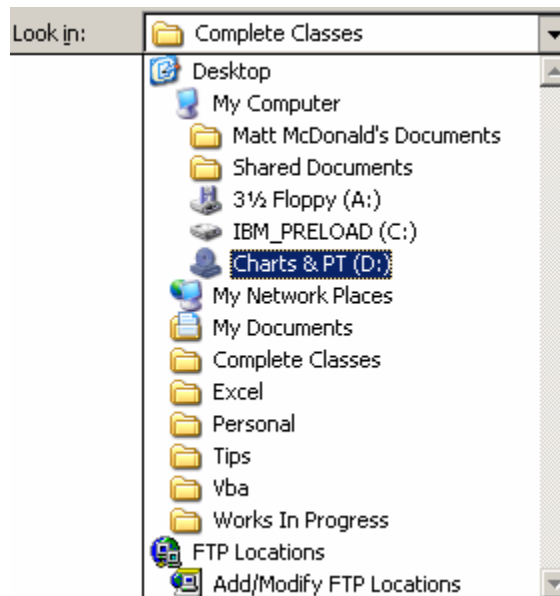 Look in: Complete Classes
Desktop
My Computer
Matt McDonald's Documents
Shared Documents
3½ Floppy (A:)
IBM_PRELOAD (C:)
Charts & PT (D:)
My Network Places
My Documents
Complete Classes
Excel
Personal
Tips
Vba
Works In Progress
FTP Locations
Add/Modify FTP Locations